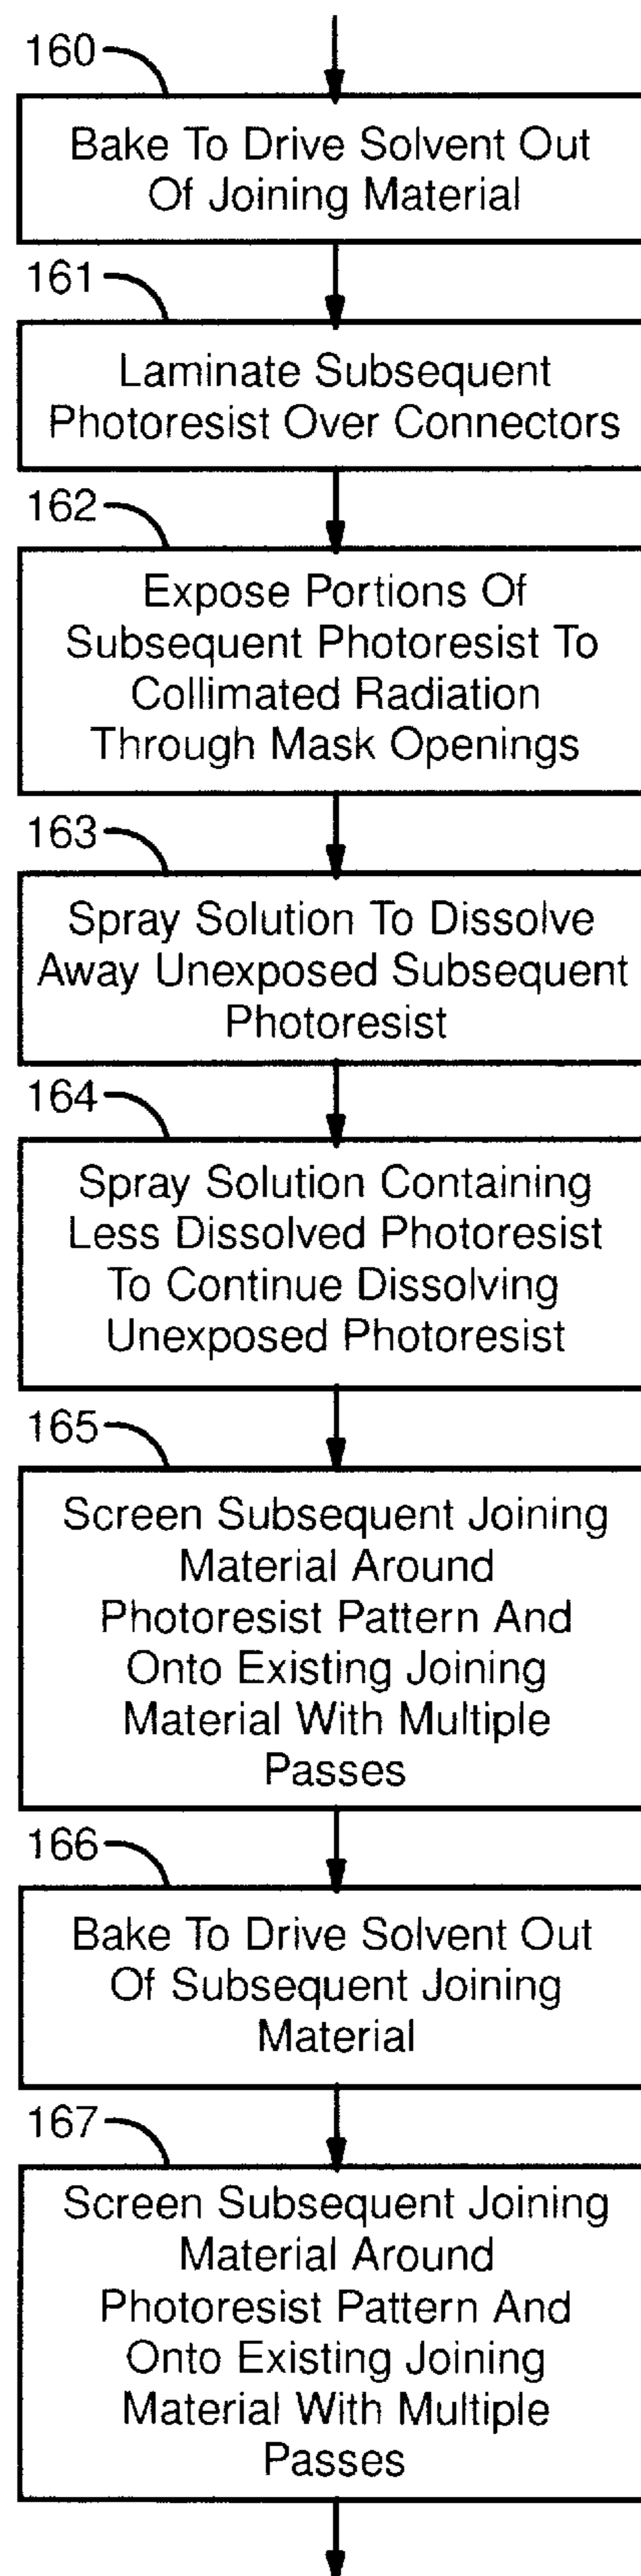 160
Bake To Drive Solvent Out
Of Joining Material
161
Laminate Subsequent
Photoresist Over Connectors
162
Expose Portions Of
Subsequent Photoresist To
Collimated Radiation
Through Mask Openings
163
Spray Solution To Dissolve
Away Unexposed Subsequent
Photoresist
164
Spray Solution Containing
Less Dissolved Photoresist
To Continue Dissolving
Unexposed Photoresist
165
Screen Subsequent Joining
Material Around
Photoresist Pattern And
Onto Existing Joining
Material With Multiple
Passes
166
Bake To Drive Solvent Out
Of Subsequent Joining
Material
167
Screen Subsequent Joining
Material Around
Photoresist Pattern And
Onto Existing Joining
Material With Multiple
Passes